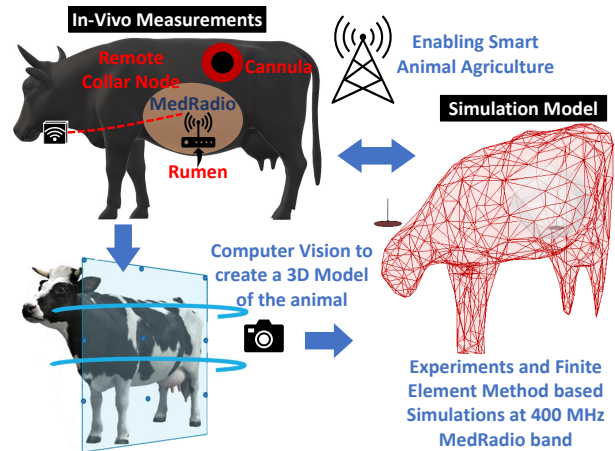 In-Vivo Measurements
Remote
Collar Node
Cannula
MedRadio
Rumen
Enabling Smart
Animal Agriculture
Simulation Model
Computer Vision to
create a 3D Model
of the animal
Experiments and Finite
Element Method based
Simulations at 400 MHz
MedRadio band